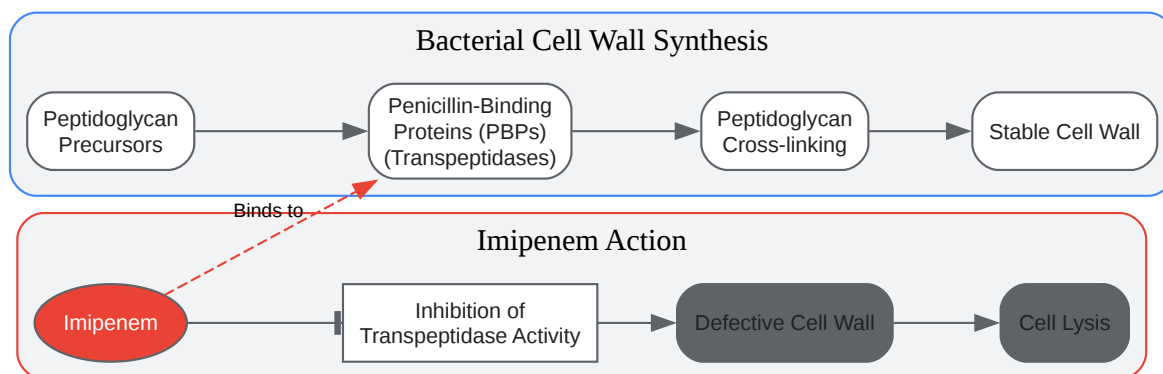 Bacterial Cell Wall Synthesis
Peptidoglycan
Precursors
Penicillin-Binding
Proteins (PBPs)
(Transpeptidases)
Peptidoglycan
Cross-linking
Stable Cell Wall
Binds to
Imipenem Action
Imipenem
Inhibition of
Transpeptidase Activity
Defective Cell Wall
Cell Lysis